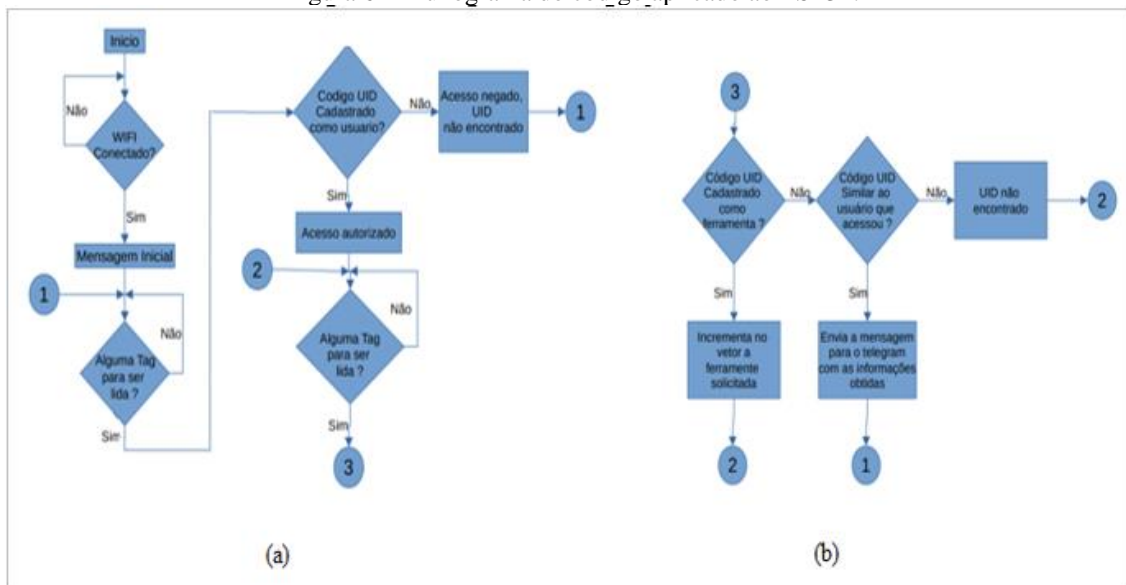 Inicio
Não
WIFI
Conectado?
Sim
Mensagem Inicial
1
Não
Alguma Tag
para ser
lida ?
Sim
Codigo UID
Cadastrado
como usuario?
Não
Acesso negado,
UID
não encontrado
1
Sim
Acesso autorizado
2
Não
Alguma Tag
para ser
lida ?
Sim
3
(a)
3
Código UID
Cadastrado
como
ferramenta ?
Não
Código UID
Similar ao
usuário que
acessou ?
Não
UID não
encontrado
2
Sim
Sim
Incrementa no
vetor a
ferramente
solicitada
Envia a mensagem
para o telegram
com as informações
obtidas
2
1
(b)